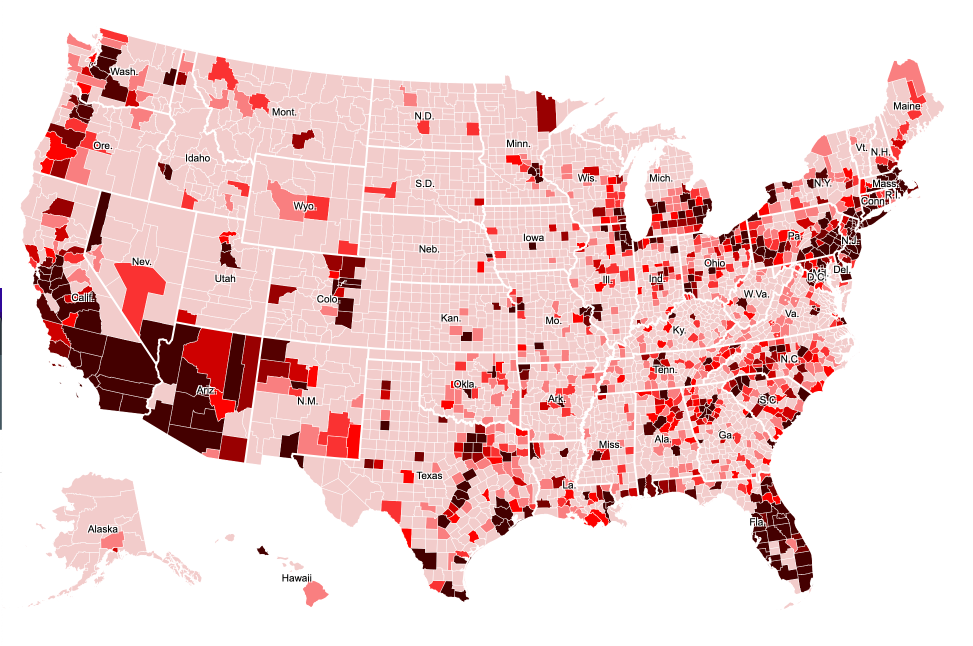 Wash.
Mont.
N.D.
Minn.
Maine
Ore.
Idaho
Vt.
N.H.
Wis.
Mich.
N.Y.
Mass.
S.D.
Wyo.
R.I.
Conn.
Iowa
Pa.
N.J.
Nev.
Neb.
Utah
Ohio
Ill.
Ind.
Md.
Del.
D.C.
Calif.
Colo.
W.Va.
Va.
Kan.
Mo.
Ky.
N.C.
Tenn.
Okla.
Ariz.
N.M.
Ark.
S.C.
Miss.
Ala.
Ga.
Texas
La.
Fla.
Alaska
Hawaii